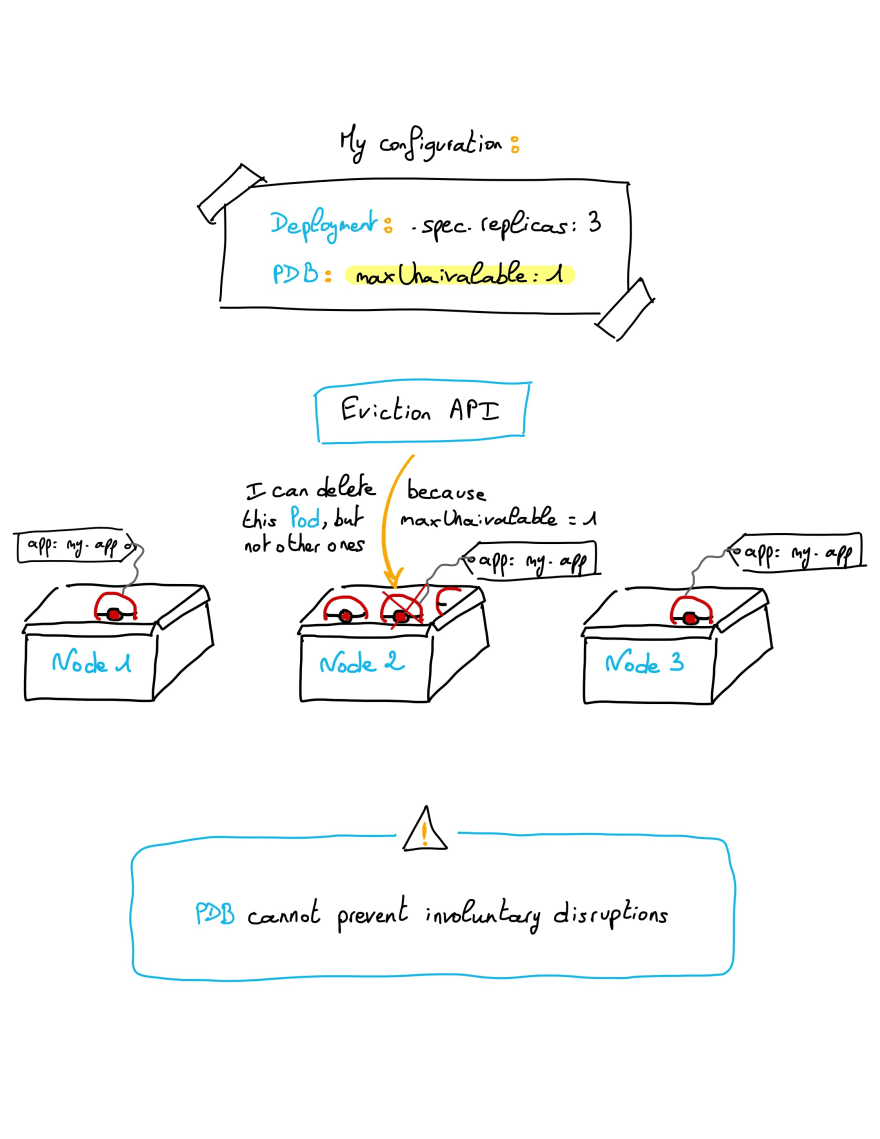 My configuration:
Deployment: .spec.replicas: 3
PDB: maxUnaivalable: 1
Eviction API
I can delete
this Pod, but
not other ones
because
maxUnaivalable = 1
app: my-app
app: my-app
app: my-app
Node 1
Node 2
Node 3
!
PDB cannot prevent involuntary disruptions